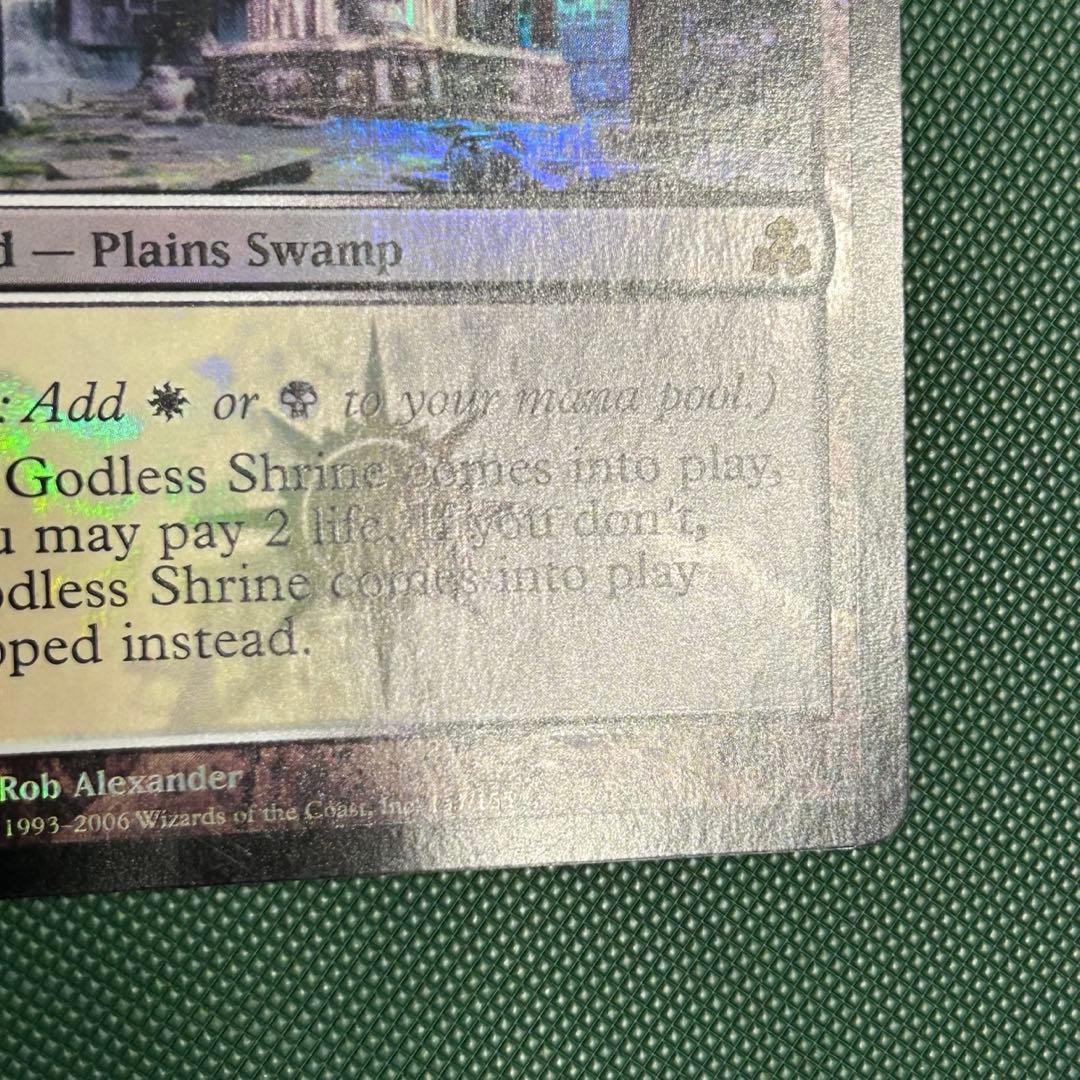 d — Plains Swamp
: Add or to your mana pool.)
Godless Shrine comes into play,
u may pay 2 life. If you don't,
odless Shrine comes into play
pped instead.
Rob Alexander
1993–2006 Wizards of the Coast, Inc.